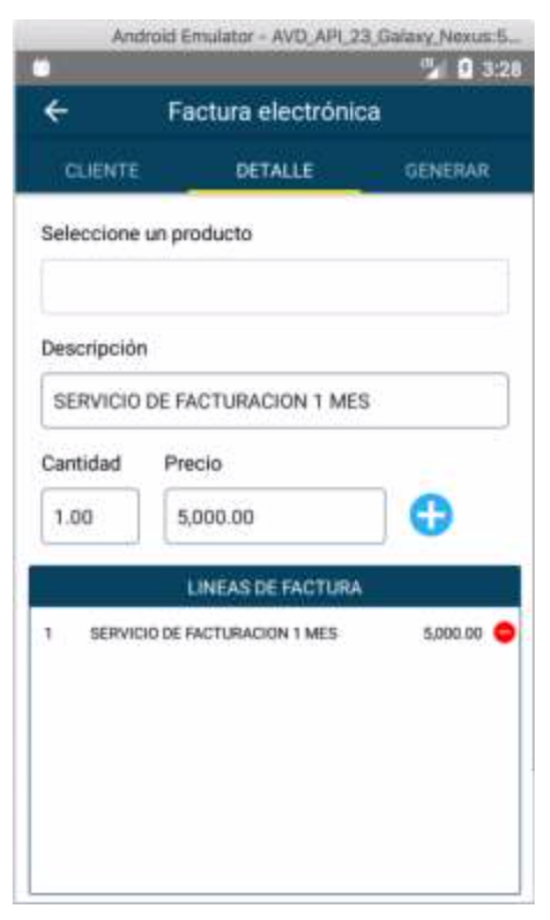 Android Emulator - AVD_API_23_Galaxy_Nexus:5...
3:28
Factura electrónica
CLIENTE DETALLE GENERAR
Seleccione un producto
Descripción
SERVICIO DE FACTURACION 1 MES
Cantidad Precio
1.00 5,000.00
LINEAS DE FACTURA
1 SERVICIO DE FACTURACION 1 MES 5,000.00